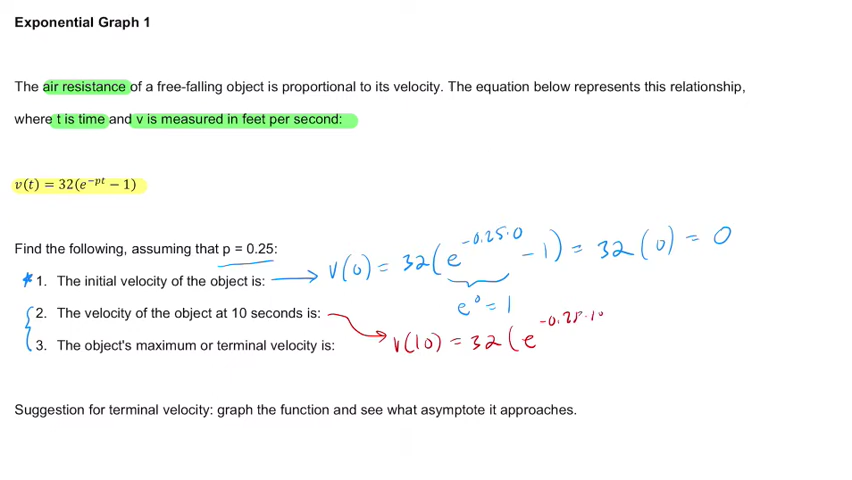 Exponential Graph 1
The air resistance of a free-falling object is proportional to its velocity. The equation below represents this relationship,
where t is time and v is measured in feet per second:
v(t) = 32(e^{-pt} − 1)
Find the following, assuming that p = 0.25:
v(0) = 32(e^{-0.25·0} - 1) = 32(0) = 0
* 1. The initial velocity of the object is:
e^0 = 1
2. The velocity of the object at 10 seconds is:
v(10) = 32(e^{-0.25·10}
3. The object's maximum or terminal velocity is:
Suggestion for terminal velocity: graph the function and see what asymptote it approaches.